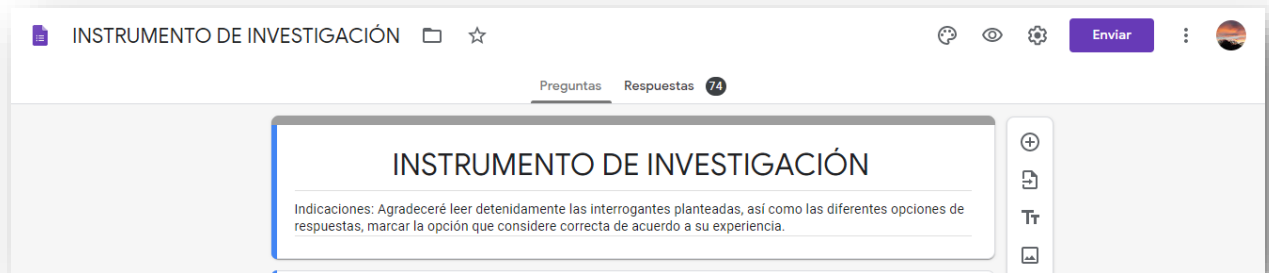 INSTRUMENTO DE INVESTIGACIÓN
Enviar
Preguntas Respuestas 74
INSTRUMENTO DE INVESTIGACIÓN
Indicaciones: Agradeceré leer detenidamente las interrogantes planteadas, así como las diferentes opciones de
respuestas, marcar la opción que considere correcta de acuerdo a su experiencia.
Tт